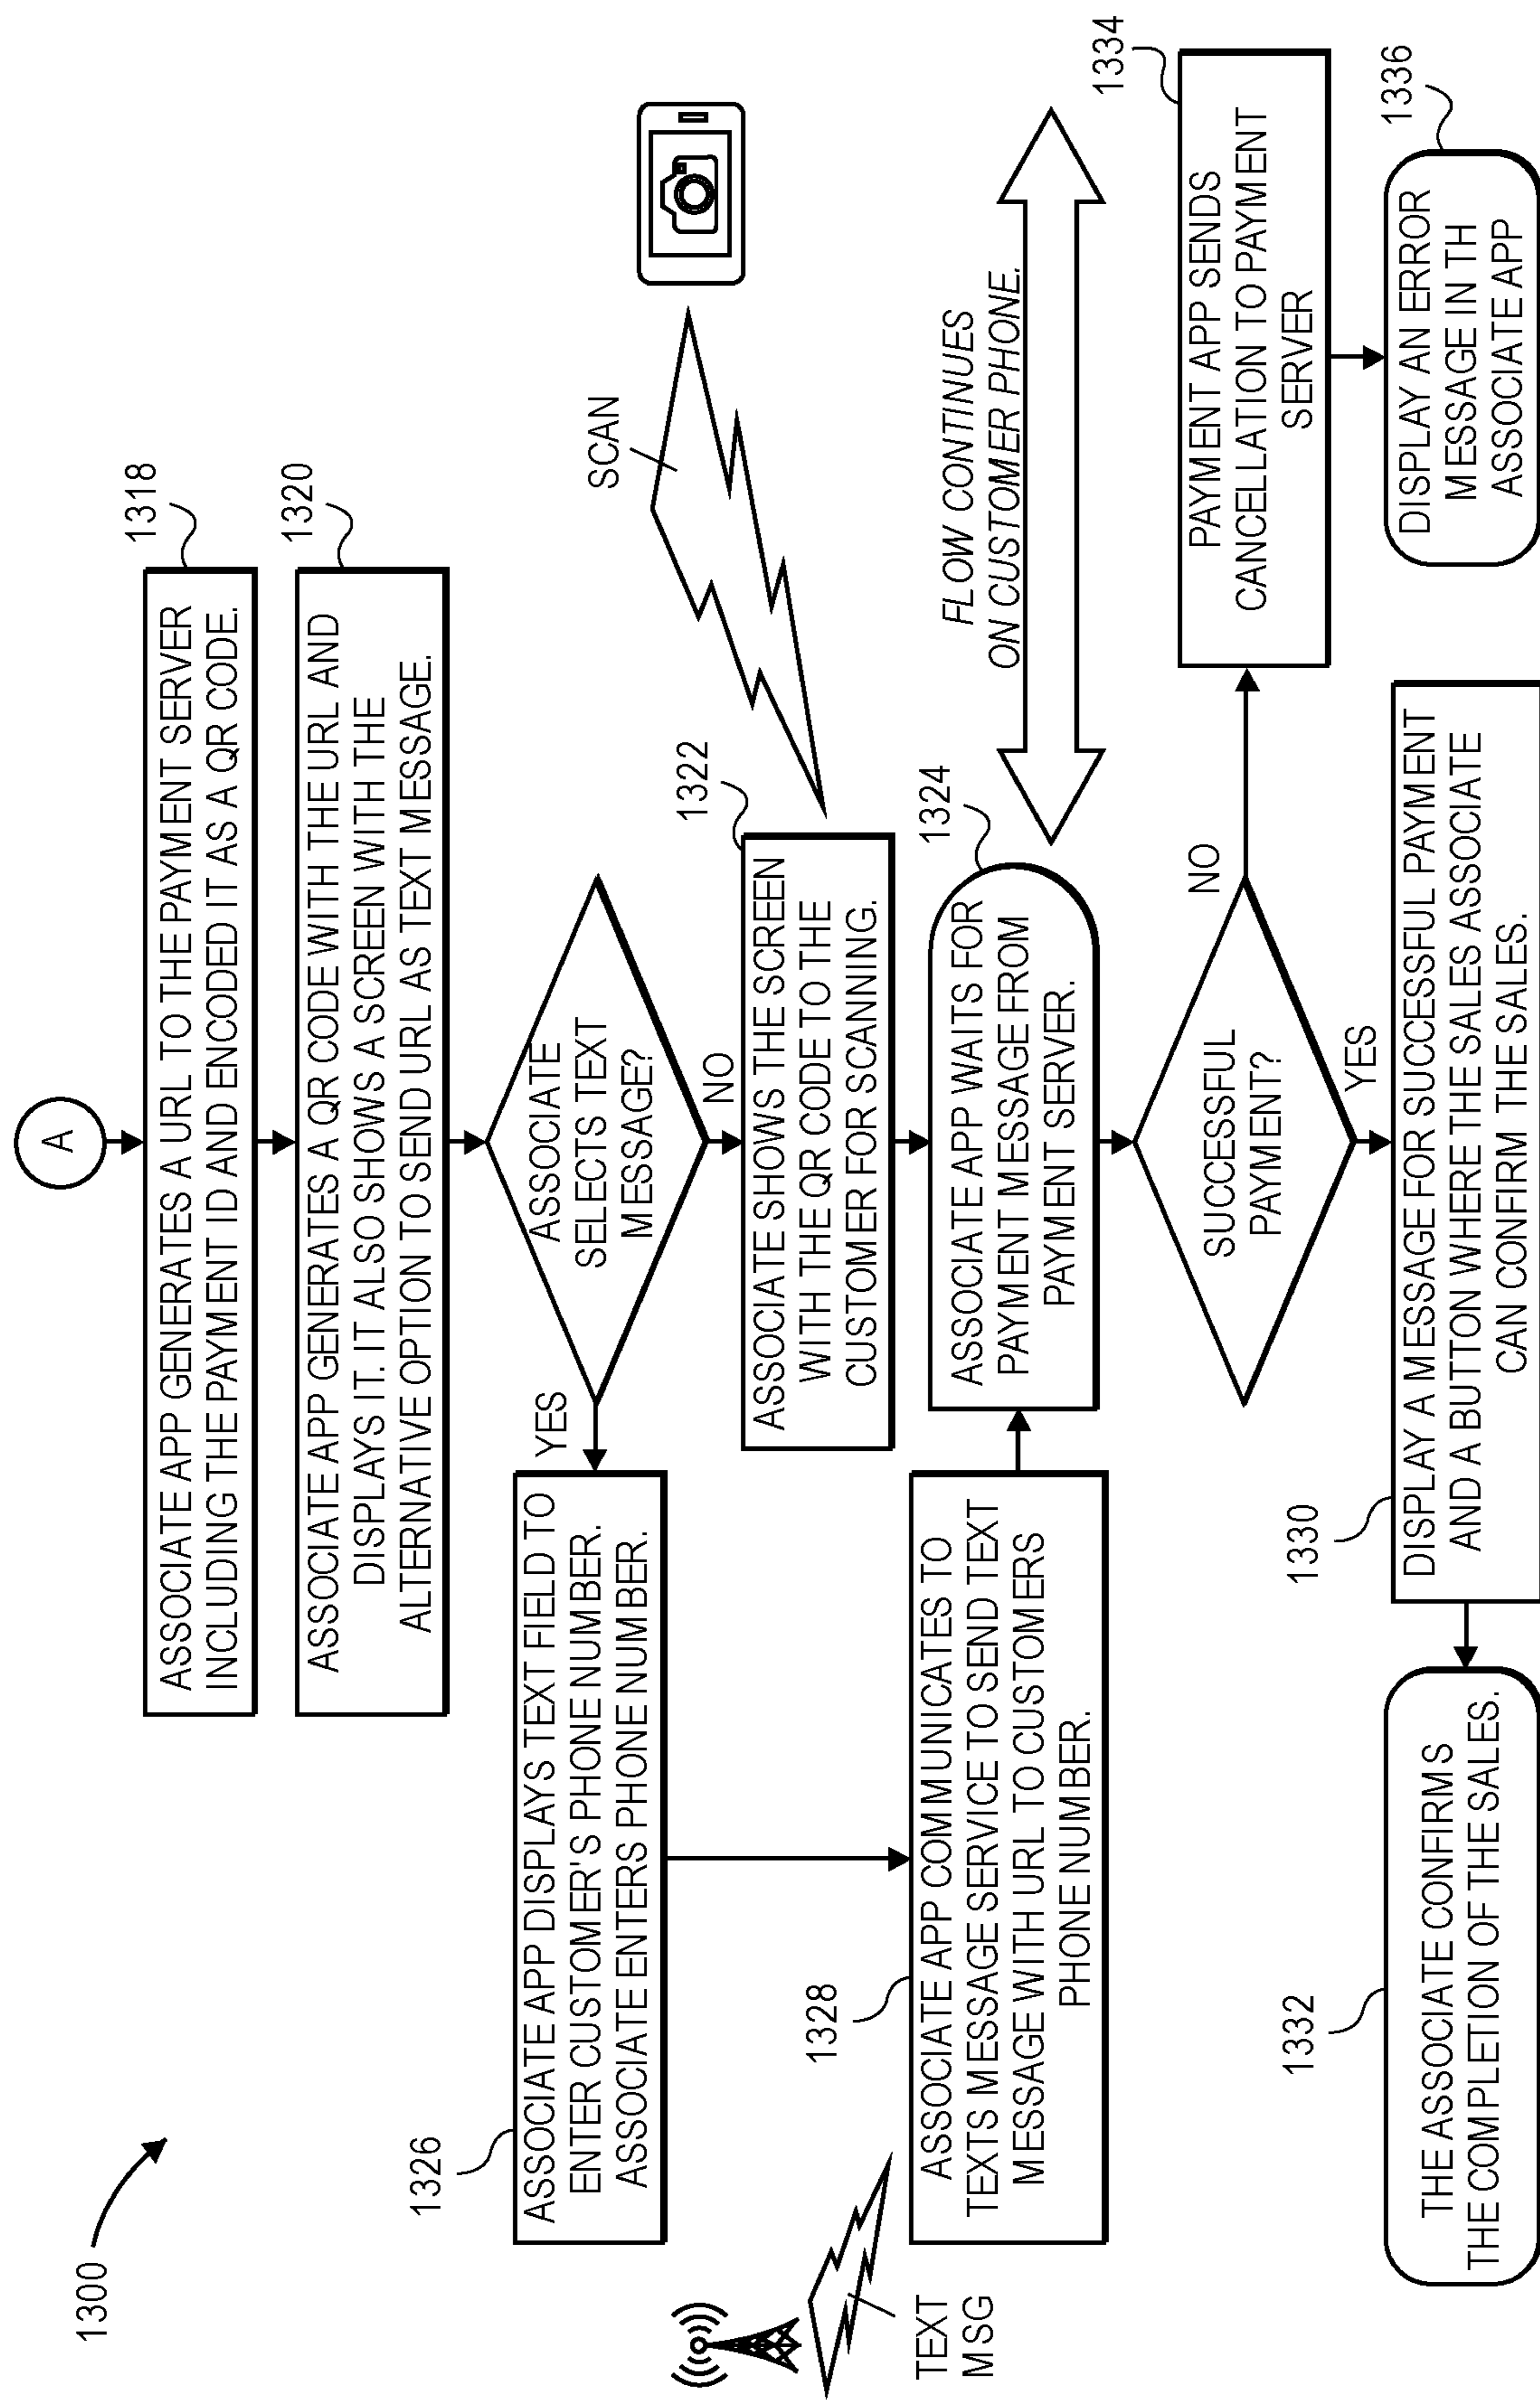 1300
A
1318
ASSOCIATE APP GENERATES A URL TO THE PAYMENT SERVER
INCLUDING THE PAYMENT ID AND ENCODED IT AS A QR CODE.
1320
ASSOCIATE APP GENERATES A QR CODE WITH THE URL AND
DISPLAYS IT. IT ALSO SHOWS A SCREEN WITH THE
ALTERNATIVE OPTION TO SEND URL AS TEXT MESSAGE.
ASSOCIATE
SELECTS TEXT
MESSAGE?
YES
NO
1326
ASSOCIATE APP DISPLAYS TEXT FIELD TO
ENTER CUSTOMER'S PHONE NUMBER.
ASSOCIATE ENTERS PHONE NUMBER.
SCAN
1322
ASSOCIATE SHOWS THE SCREEN
WITH THE QR CODE TO THE
CUSTOMER FOR SCANNING.
TEXT
MSG
1328
ASSOCIATE APP COMMUNICATES TO
TEXTS MESSAGE SERVICE TO SEND TEXT
MESSAGE WITH URL TO CUSTOMERS
PHONE NUMBER.
1324
ASSOCIATE APP WAITS FOR
PAYMENT MESSAGE FROM
PAYMENT SERVER.
FLOW CONTINUES
ON CUSTOMER PHONE.
SUCCESSFUL
PAYMENT?
NO
YES
1334
PAYMENT APP SENDS
CANCELLATION TO PAYMENT
SERVER
1332
THE ASSOCIATE CONFIRMS
THE COMPLETION OF THE SALES.
1330
DISPLAY A MESSAGE FOR SUCCESSFUL PAYMENT
AND A BUTTON WHERE THE SALES ASSOCIATE
CAN CONFIRM THE SALES.
1336
DISPLAY AN ERROR
MESSAGE IN TH
ASSOCIATE APP